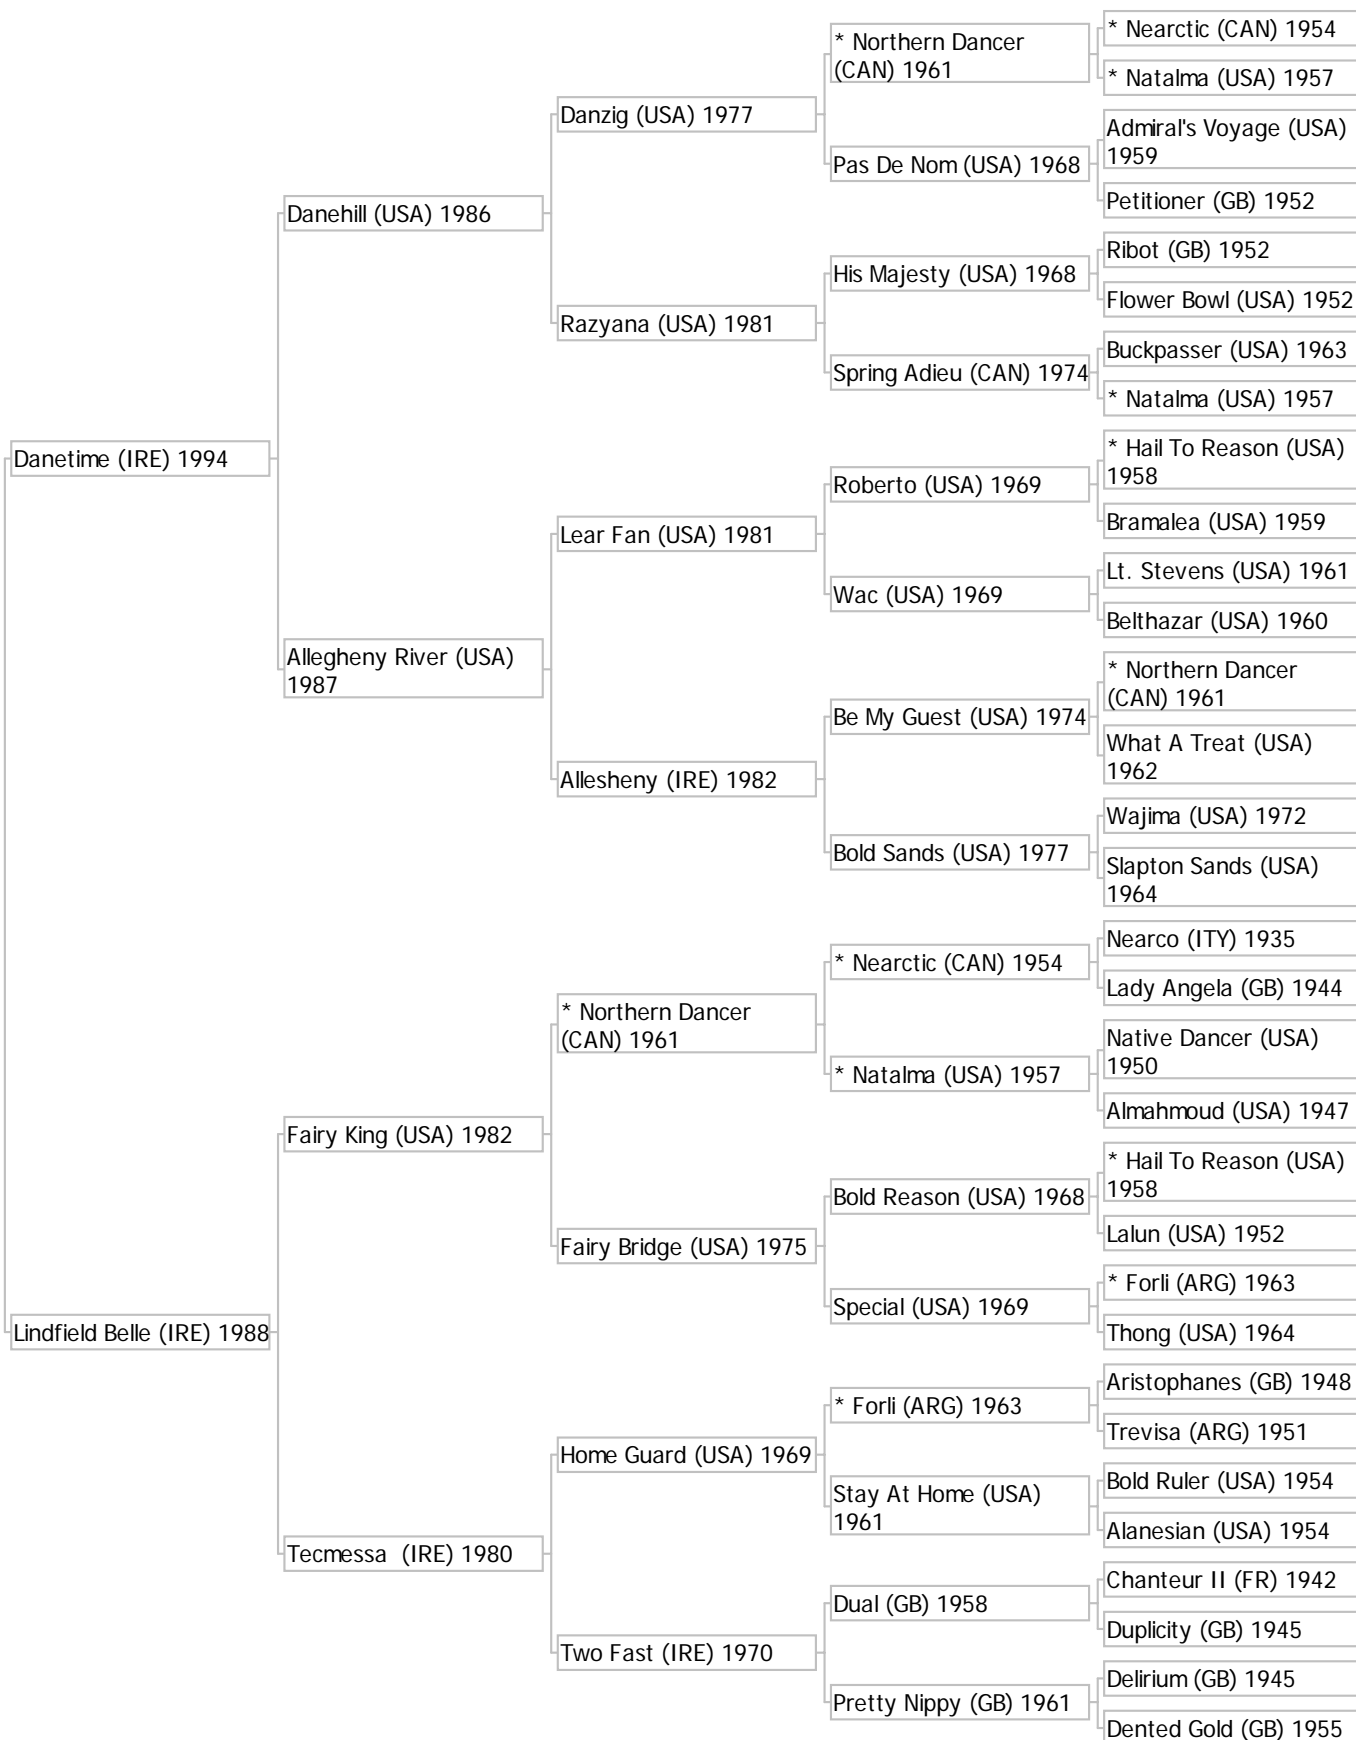 * Nearctic (CAN) 1954
* Northern Dancer
(CAN) 1961
* Natalma (USA) 1957
Danzig (USA) 1977
Admiral's Voyage (USA)
1959
Pas De Nom (USA) 1968
Petitioner (GB) 1952
Danehill (USA) 1986
Ribot (GB) 1952
His Majesty (USA) 1968
Flower Bowl (USA) 1952
Razyana (USA) 1981
Buckpasser (USA) 1963
Spring Adieu (CAN) 1974
* Natalma (USA) 1957
Danetime (IRE) 1994
* Hail To Reason (USA)
1958
Roberto (USA) 1969
Bramalea (USA) 1959
Lear Fan (USA) 1981
Lt. Stevens (USA) 1961
Wac (USA) 1969
Belthazar (USA) 1960
Allegheny River (USA)
1987
* Northern Dancer
(CAN) 1961
Be My Guest (USA) 1974
What A Treat (USA)
1962
Allesheny (IRE) 1982
Wajima (USA) 1972
Bold Sands (USA) 1977
Slapton Sands (USA)
1964
Nearco (ITY) 1935
* Nearctic (CAN) 1954
Lady Angela (GB) 1944
* Northern Dancer
(CAN) 1961
Native Dancer (USA)
1950
* Natalma (USA) 1957
Almahmoud (USA) 1947
Fairy King (USA) 1982
* Hail To Reason (USA)
1958
Bold Reason (USA) 1968
Lalun (USA) 1952
Fairy Bridge (USA) 1975
* Forli (ARG) 1963
Special (USA) 1969
Thong (USA) 1964
Lindfield Belle (IRE) 1988
Aristophanes (GB) 1948
* Forli (ARG) 1963
Trevisa (ARG) 1951
Home Guard (USA) 1969
Bold Ruler (USA) 1954
Stay At Home (USA)
1961
Alanesian (USA) 1954
Tecmessa (IRE) 1980
Chanteur II (FR) 1942
Dual (GB) 1958
Duplicity (GB) 1945
Two Fast (IRE) 1970
Delirium (GB) 1945
Pretty Nippy (GB) 1961
Dented Gold (GB) 1955